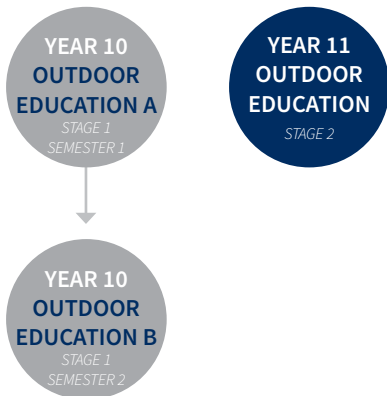 YEAR 10
OUTDOOR
EDUCATION A
STAGE 1
SEMESTER 1
YEAR 11
OUTDOOR
EDUCATION
STAGE 2
YEAR 10
OUTDOOR
EDUCATION B
STAGE 1
SEMESTER 2